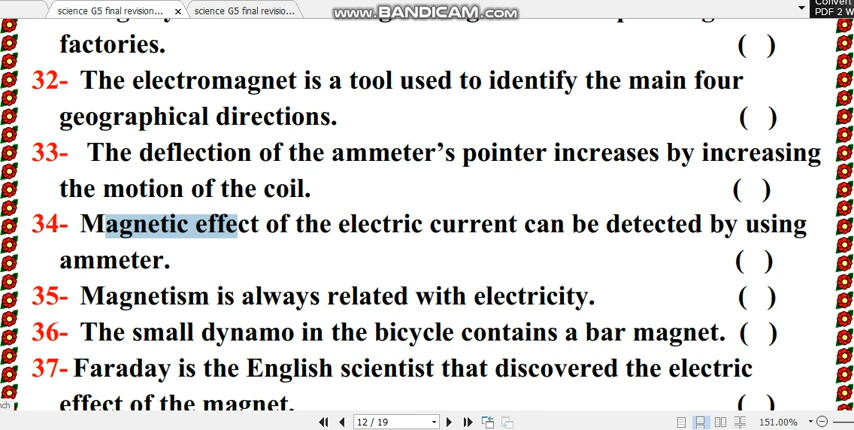 science G5 final revision... ×
science G5 final revisio...
www.BANDICAM.com
Convert
PDF 2 W
factories. ( )
32- The electromagnet is a tool used to identify the main four
geographical directions. ( )
33- The deflection of the ammeter's pointer increases by increasing
the motion of the coil. ( )
34- Magnetic effect of the electric current can be detected by using
ammeter. ( )
35- Magnetism is always related with electricity. ( )
36- The small dynamo in the bicycle contains a bar magnet. ( )
37- Faraday is the English scientist that discovered the electric
effect of the magnet. ( )
12 / 19
151.00%